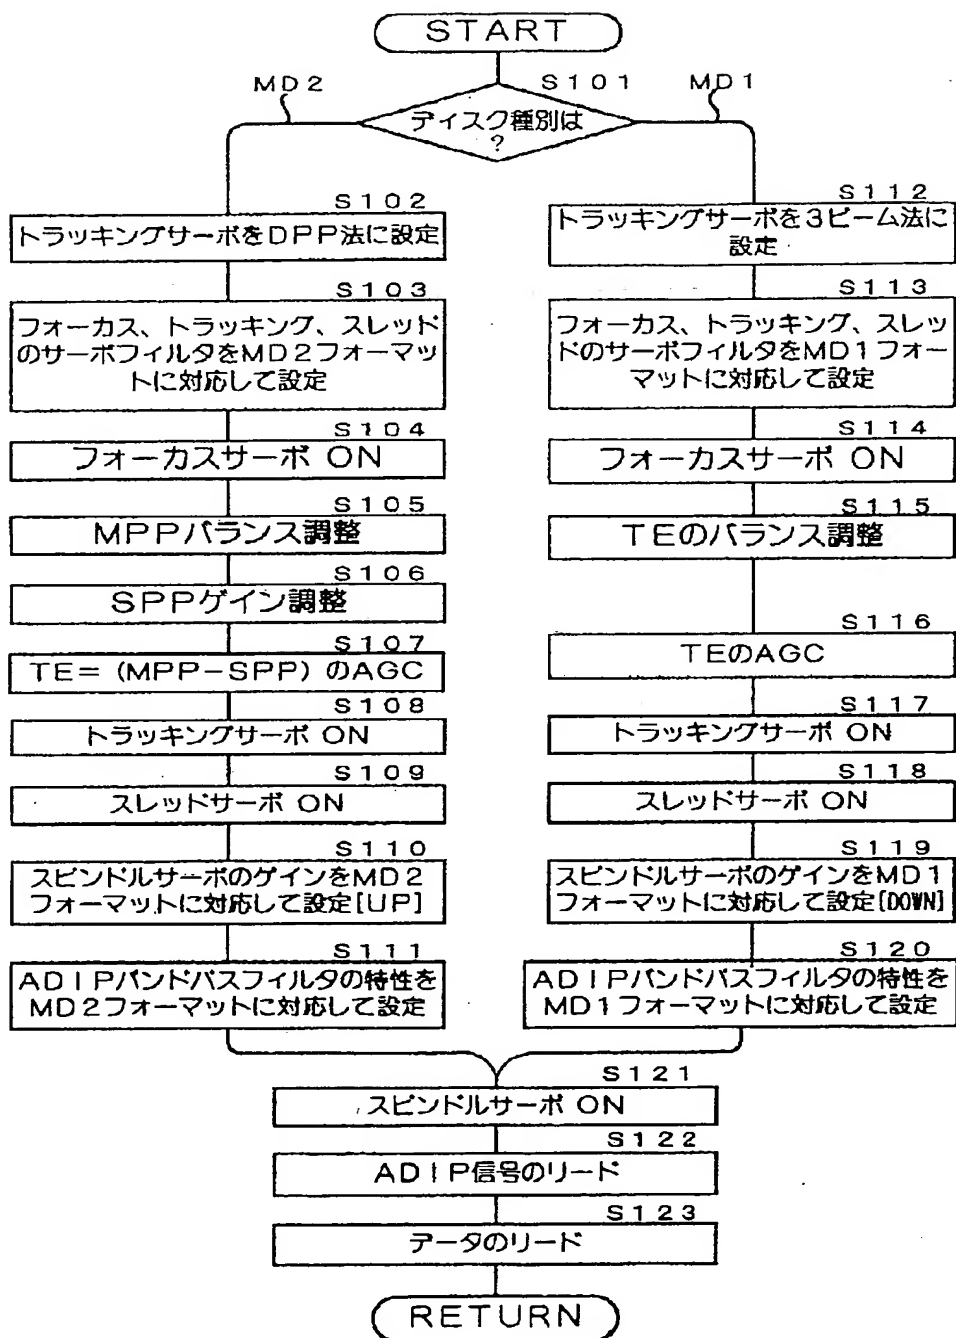 START
S101
MD2
MD1
ディスク種別は
?
S102
トラッキングサーボをDPP法に設定
S103
フォーカス、トラッキング、スレッド
のサーボフィルタをMD2フォーマッ
トに対応して設定
S104
フォーカスサーボ ON
S105
MPPバランス調整
S106
SPPゲイン調整
S107
TE=(MPP-SPP)のAGC
S108
トラッキングサーボ ON
S109
スレッドサーボ ON
S110
スピンドルサーボのゲインをMD2
フォーマットに対応して設定[UP]
S111
ADIPバンドパスフィルタの特性を
MD2フォーマットに対応して設定
S112
トラッキングサーボを3ビーム法に
設定
S113
フォーカス、トラッキング、スレッ
ドのサーボフィルタをMD1フォー
マットに対応して設定
S114
フォーカスサーボ ON
S115
TEのバランス調整
S116
TEのAGC
S117
トラッキングサーボ ON
S118
スレッドサーボ ON
S119
スピンドルサーボのゲインをMD1
フォーマットに対応して設定[DOWN]
S120
ADIPバンドパスフィルタの特性を
MD1フォーマットに対応して設定
S121
スピンドルサーボ ON
S122
ADIP信号のリード
S123
データのリード
RETURN